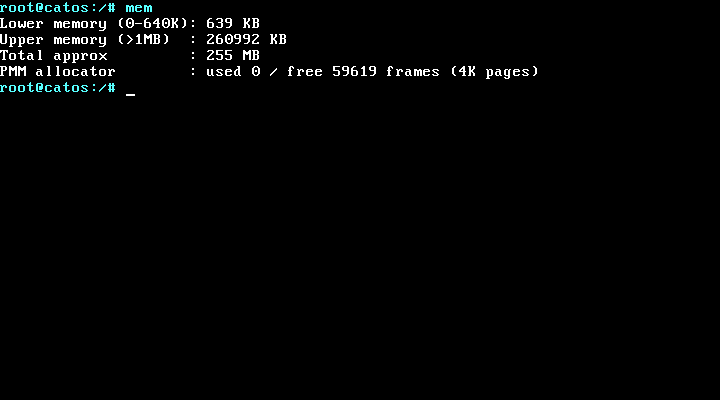 root@catos:/# mem
Lower memory (0-640K): 639 KB
Upper memory (>1MB)  : 260992 KB
Total approx         : 255 MB
PMM allocator        : used 0 / free 59619 frames (4K pages)
root@catos:/# _